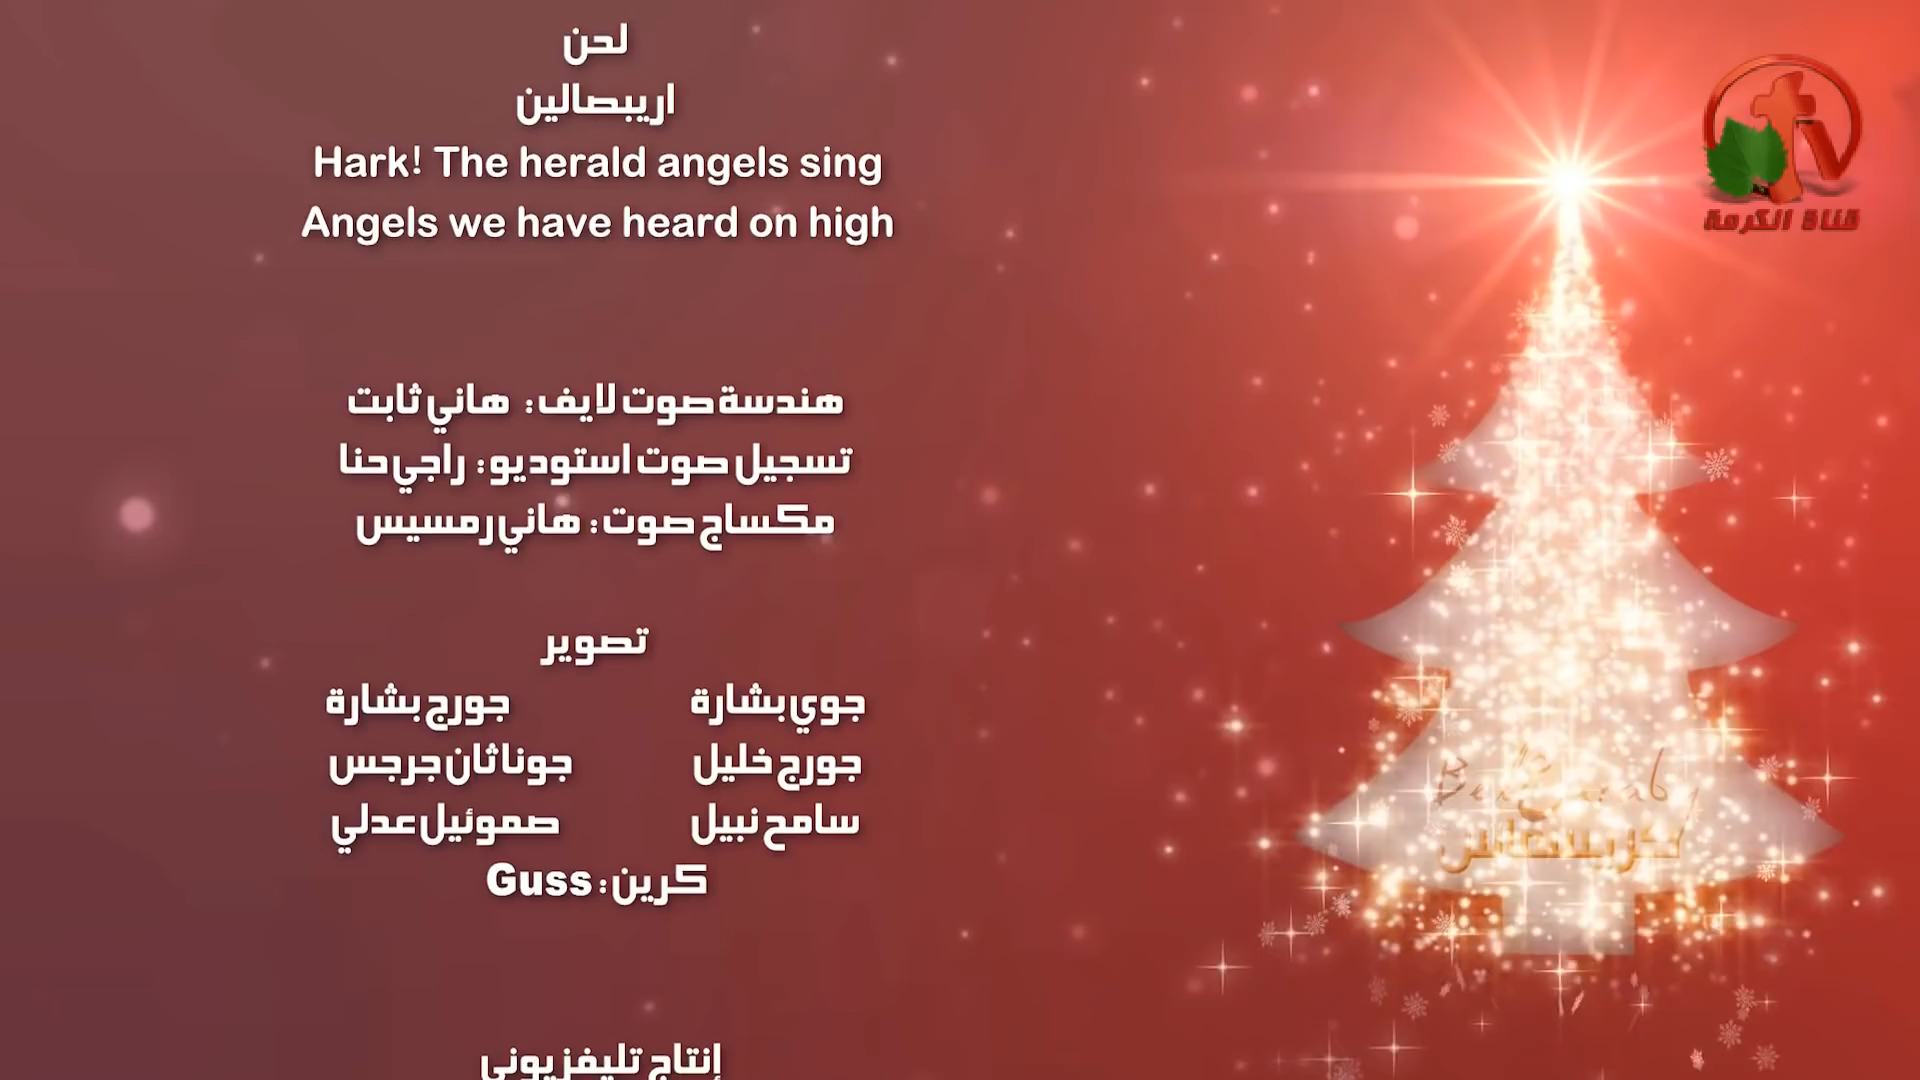 لحن
اريبصالين
Hark! The herald angels sing
Angels we have heard on high
هندسة صوت لايف: هاني ثابت
تسجيل صوت استوديو: راجي حنا
مكساج صوت: هاني رمسيس
تصوير
جوي بشارة جورج بشارة
جورج خليل جوناثان جرجس
سامح نبيل صموئيل عدلي
كرين: Guss
إنتاج تليفزيوني
tv
قناة الكرمة
كريسماس